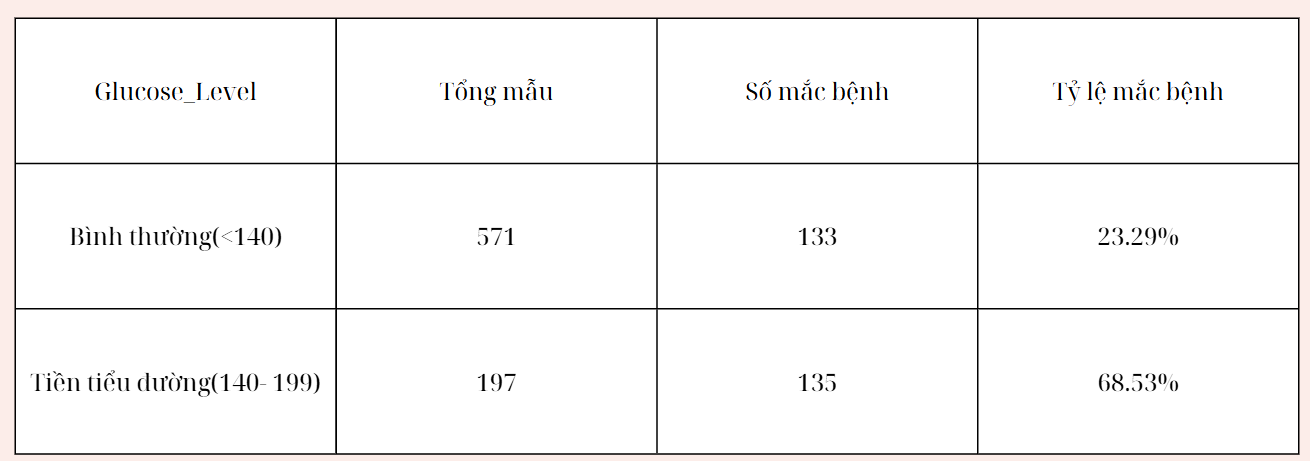 Glucose_Level Tổng mẫu Số mắc bệnh Tỷ lệ mắc bệnh
Bình thường(<140) 571 133 23.29%
Tiền tiểu đường(140- 199) 197 135 68.53%